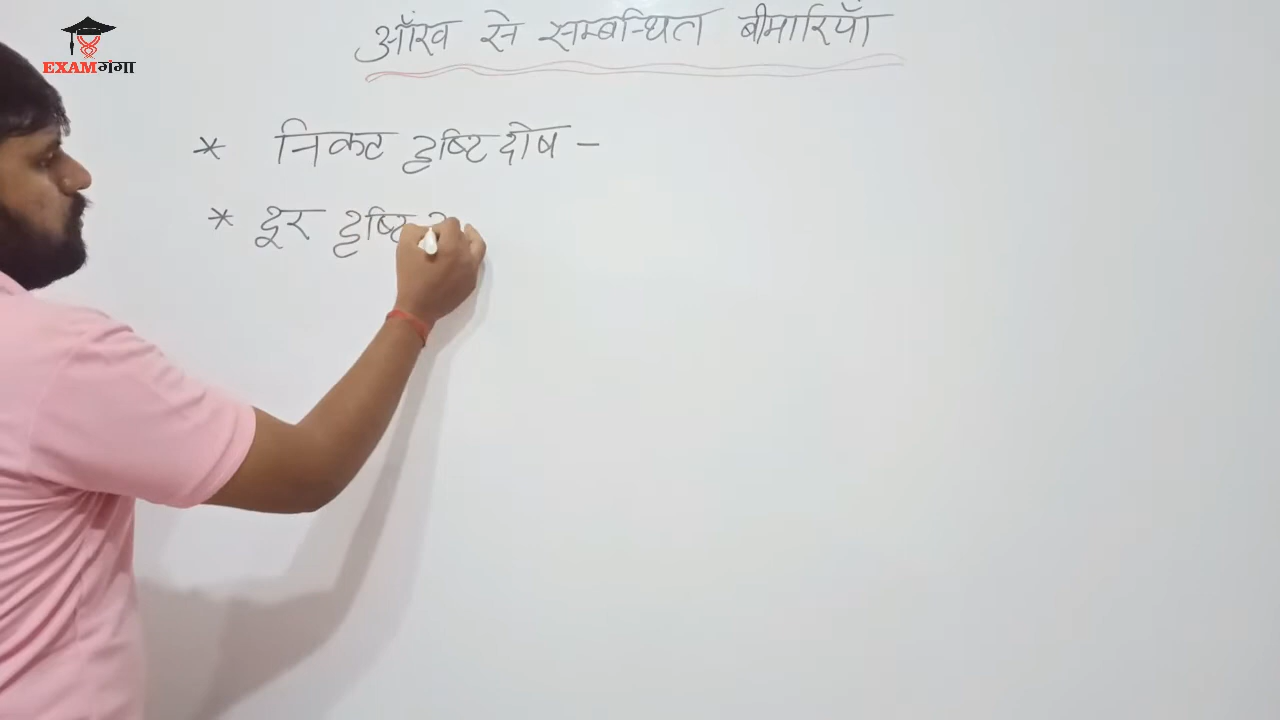 EXAMगंगा
आँख से सम्बन्धित बीमारियाँ
* निकट दृष्टि दोष -
* दूर दृष्टि